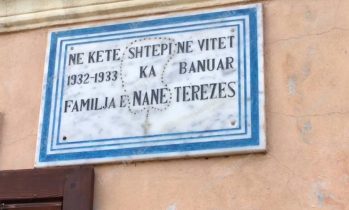 NE KETE SHTEPI NE VITET
1932-1933 KA BANUAR
FAMILJA E NANE TEREZES